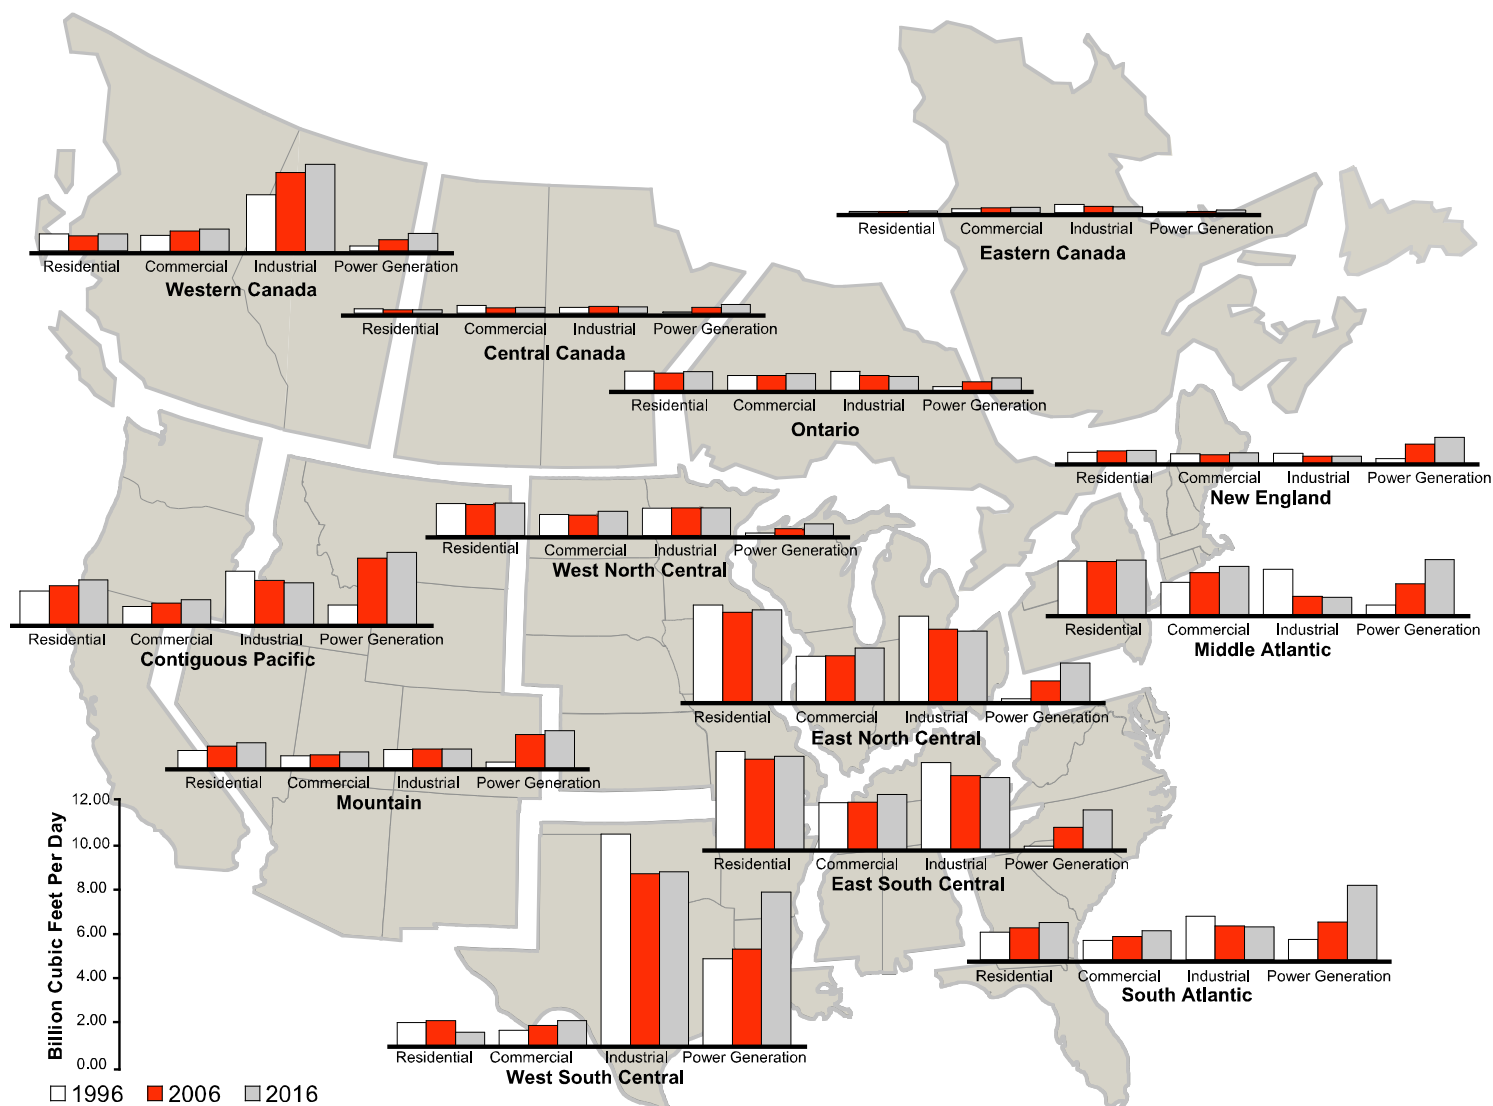 Residential Commercial Industrial Power Generation
Eastern Canada
Residential Commercial Industrial Power Generation
Western Canada
Residential Commercial Industrial Power Generation
Central Canada
Residential Commercial Industrial Power Generation
Ontario
Residential Commercial Industrial Power Generation
New England
Residential Commercial Industrial Power Generation
West North Central
Residential Commercial Industrial Power Generation
Contiguous Pacific
Residential Commercial Industrial Power Generation
Middle Atlantic
Residential Commercial Industrial Power Generation
East North Central
Residential Commercial Industrial Power Generation
Mountain
Residential Commercial Industrial Power Generation
East South Central
Residential Commercial Industrial Power Generation
South Atlantic
Residential Commercial Industrial Power Generation
West South Central
Billion Cubic Feet Per Day
12.00
10.00
8.00
6.00
4.00
2.00
0.00
1996 2006 2016